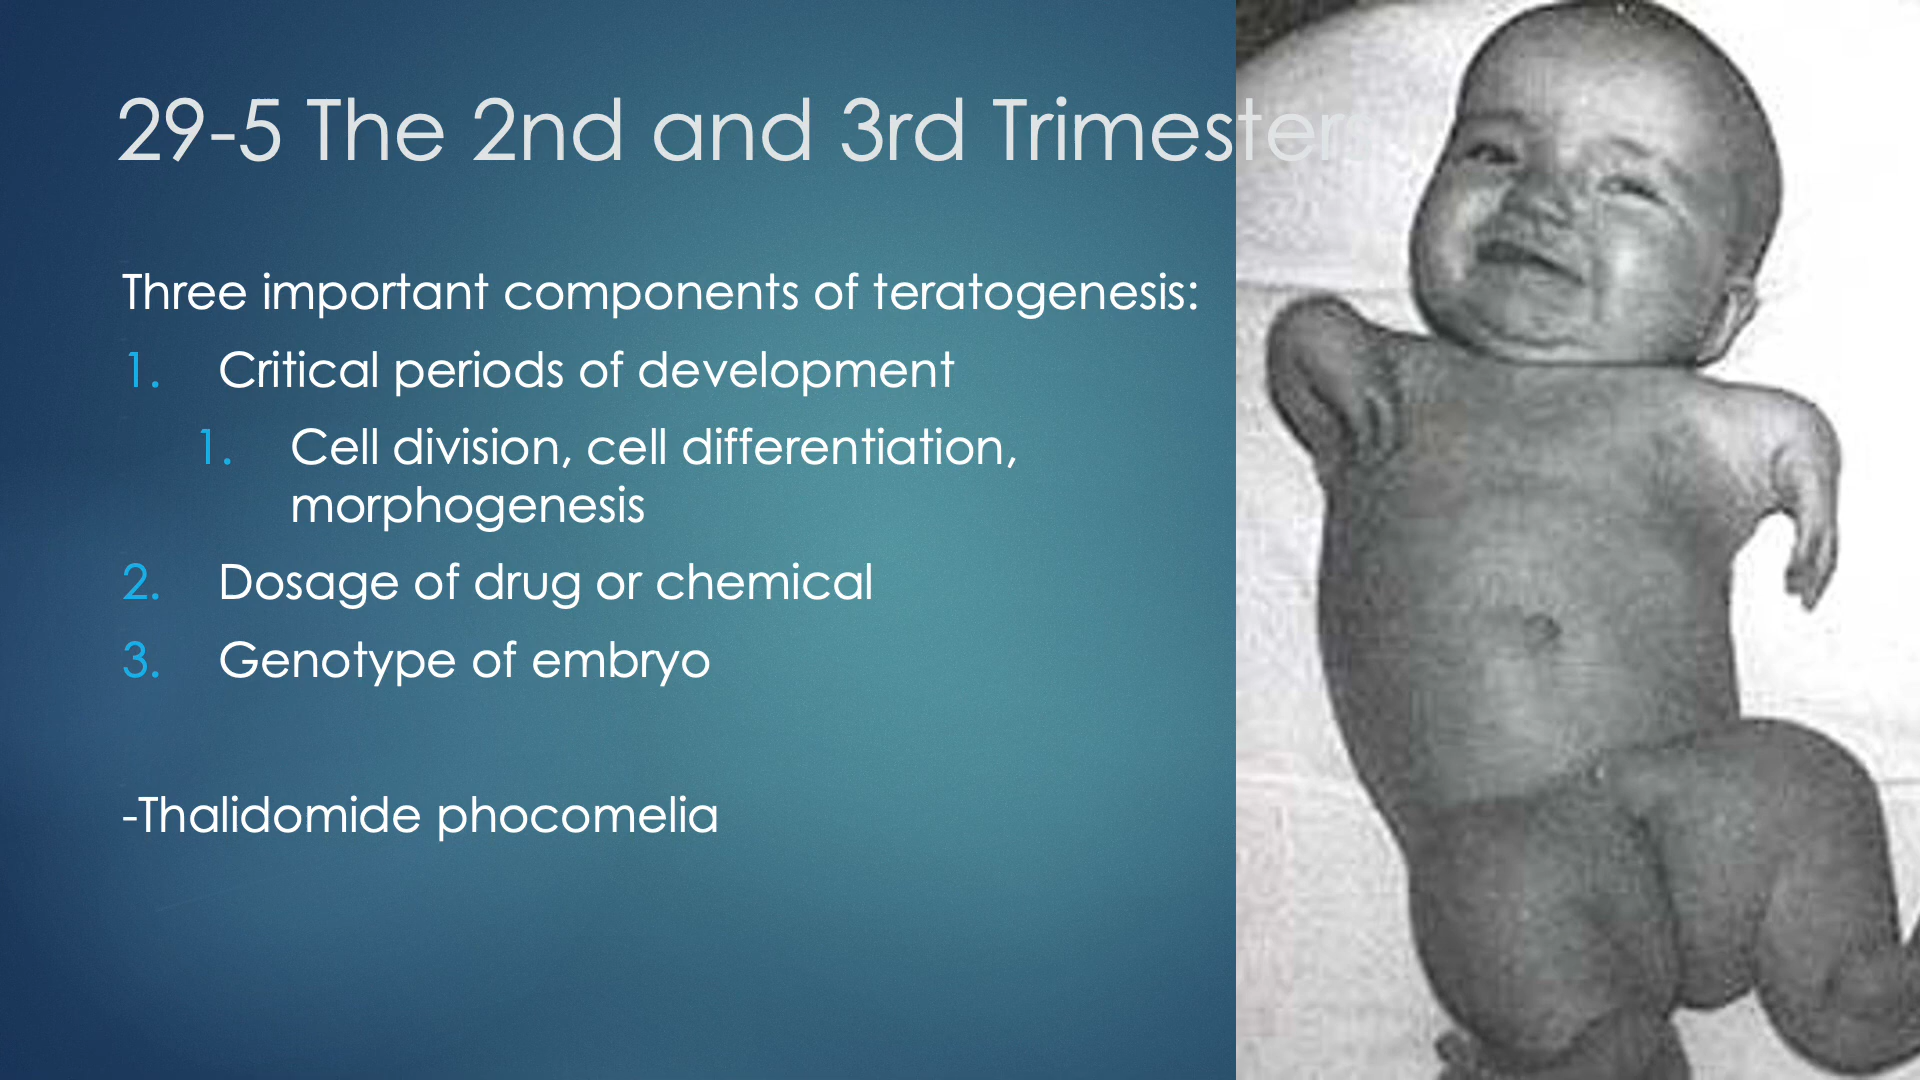 29-5 The 2nd and 3rd Trimesters
Three important components of teratogenesis:
1. Critical periods of development
1. Cell division, cell differentiation,
morphogenesis
2. Dosage of drug or chemical
3. Genotype of embryo
-Thalidomide phocomelia